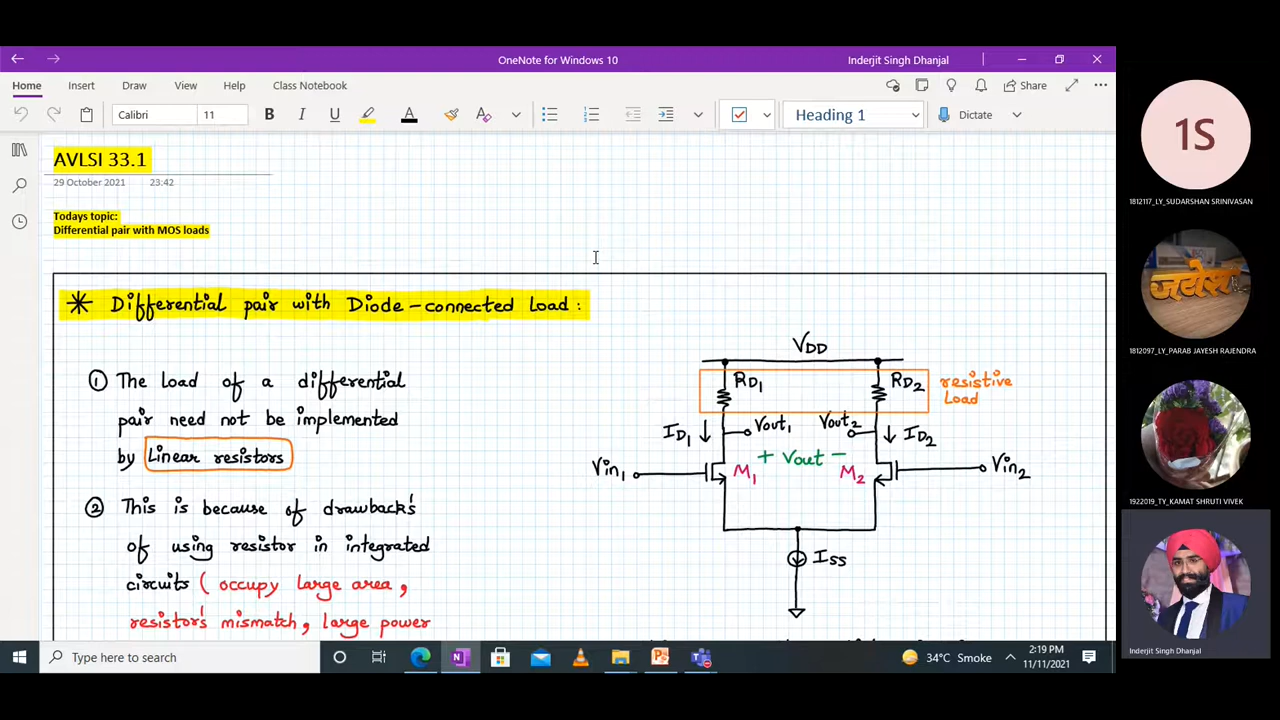 OneNote for Windows 10
Inderjit Singh Dhanjal
Home
Insert
Draw
View
Help
Class Notebook
Share
Calibri
11
B
I
U
A
Heading 1
Dictate
AVLSI 33.1
29 October 2021 23:42
Todays topic:
Differential pair with MOS loads
Differential pair with Diode-connected Load:
① The Load of a differential
pair need not be implemented
by Linear resistors
② This is because of drawback's
of using resistor in integrated
circuits ( occupy large area,
resistor's mismatch, large power
VDD
RD1
RD2
resistive
Load
ID1
Vout1
Vout2
ID2
+ Vout −
Vin1
M1
M2
Vin2
ISS
1S
1812117_LY_SUDARSHAN SRINIVASAN
जयेश
1812097_LY_PARAB JAYESH RAJENDRA
1922019_TY_KAMAT SHRUTI VIVEK
Inderjit Singh Dhanjal
Type here to search
34°C Smoke
2:19 PM
11/11/2021